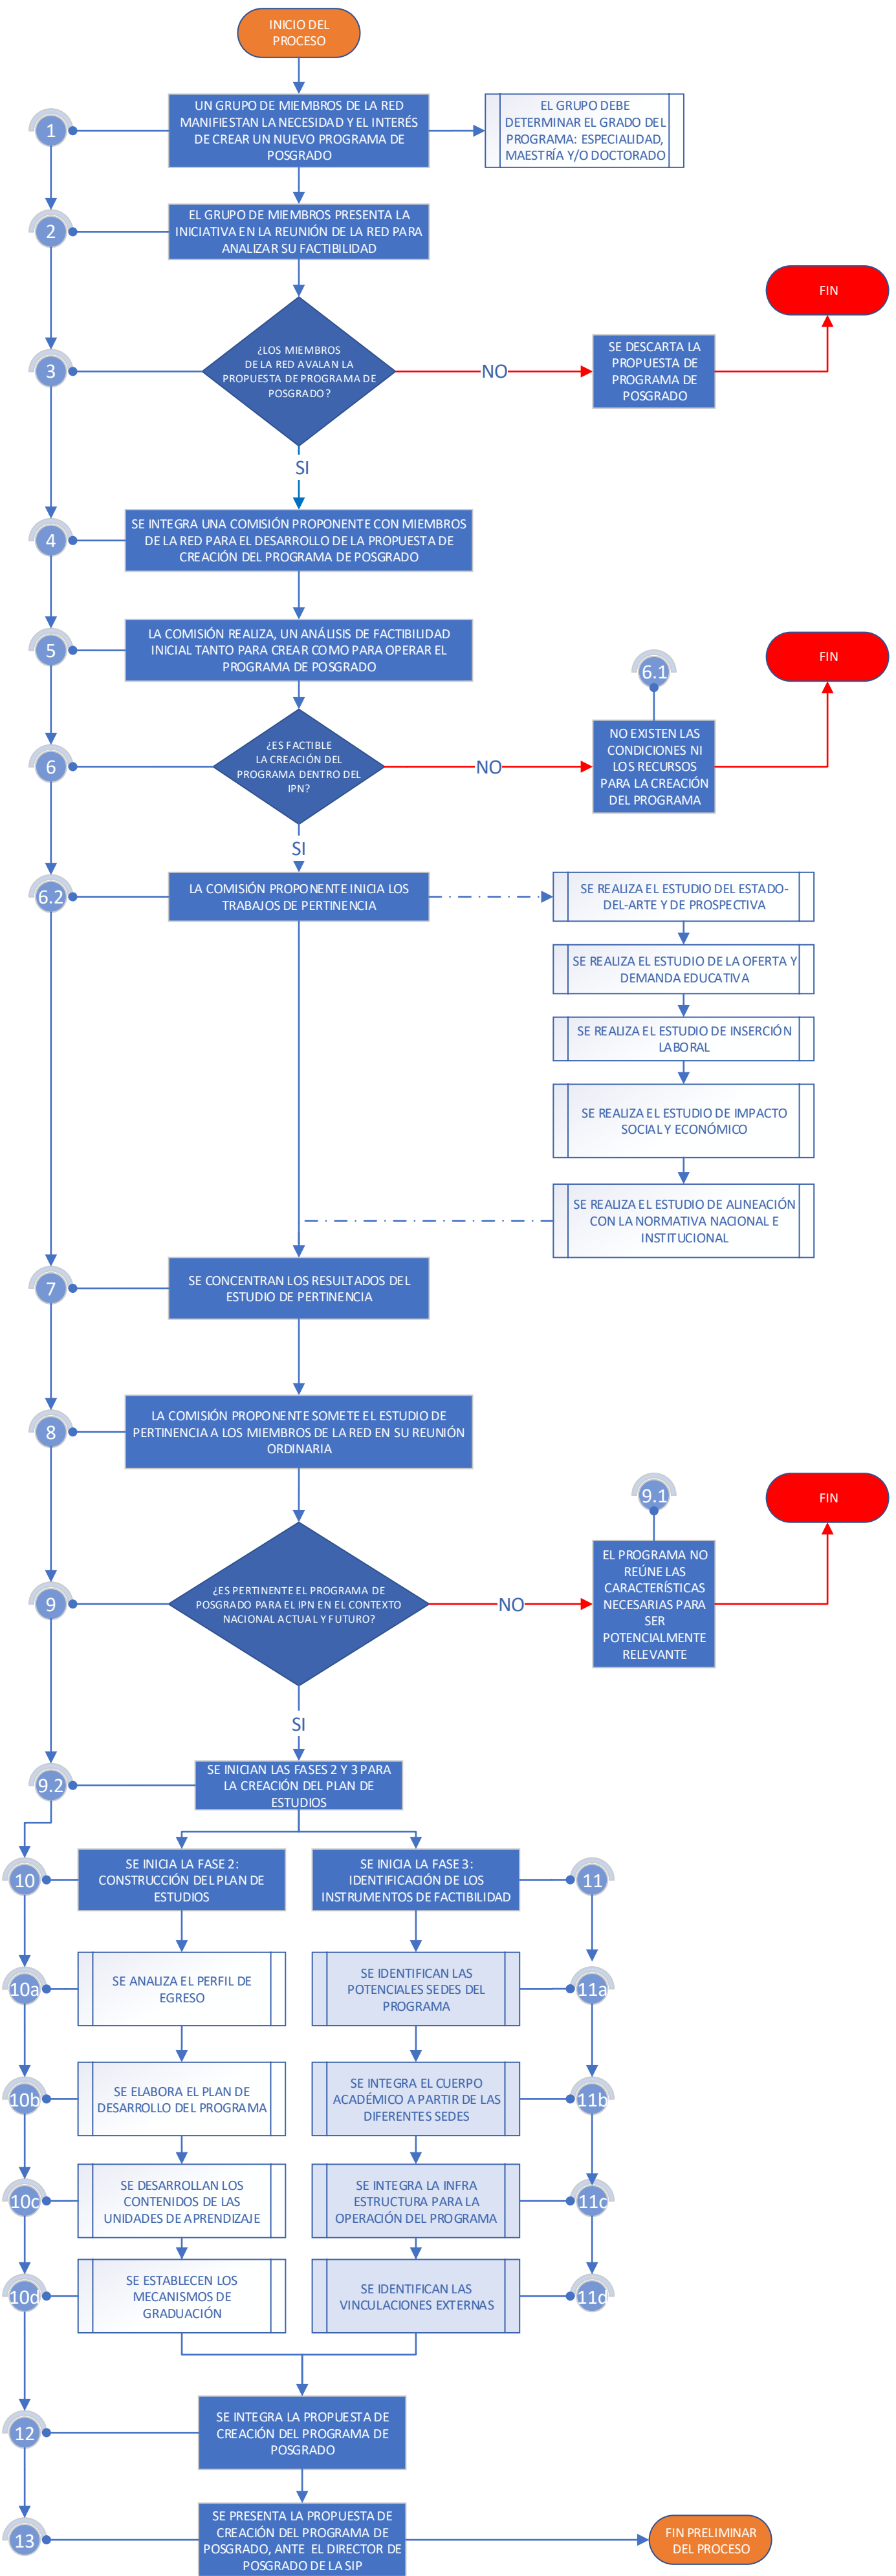 INICIO DEL
PROCESO
1
UN GRUPO DE MIEMBROS DE LA RED
MANIFIESTAN LA NECESIDAD Y EL INTERÉS
DE CREAR UN NUEVO PROGRAMA DE
POSGRADO
EL GRUPO DEBE
DETERMINAR EL GRADO DEL
PROGRAMA: ESPECIALIDAD,
MAESTRÍA Y/O DOCTORADO
2
EL GRUPO DE MIEMBROS PRESENTA LA
INICIATIVA EN LA REUNIÓN DE LA RED PARA
ANALIZAR SU FACTIBILIDAD
FIN
3
¿LOS MIEMBROS
DE LA RED AVALAN LA
PROPUESTA DE PROGRAMA DE
POSGRADO?
NO
SE DESCARTA LA
PROPUESTA DE
PROGRAMA DE
POSGRADO
SI
4
SE INTEGRA UNA COMISIÓN PROPONENTE CON MIEMBROS
DE LA RED PARA EL DESARROLLO DE LA PROPUESTA DE
CREACIÓN DEL PROGRAMA DE POSGRADO
5
LA COMISIÓN REALIZA, UN ANÁLISIS DE FACTIBILIDAD
INICIAL TANTO PARA CREAR COMO PARA OPERAR EL
PROGRAMA DE POSGRADO
6.1
FIN
6
¿ES FACTIBLE
LA CREACIÓN DEL
PROGRAMA DENTRO DEL
IPN?
NO
NO EXISTEN LAS
CONDICIONES NI
LOS RECURSOS
PARA LA CREACIÓN
DEL PROGRAMA
SI
6.2
LA COMISIÓN PROPONENTE INICIA LOS
TRABAJOS DE PERTINENCIA
SE REALIZA EL ESTUDIO DEL ESTADO-
DEL-ARTE Y DE PROSPECTIVA
SE REALIZA EL ESTUDIO DE LA OFERTA Y
DEMANDA EDUCATIVA
SE REALIZA EL ESTUDIO DE INSERCIÓN
LABORAL
SE REALIZA EL ESTUDIO DE IMPACTO
SOCIAL Y ECONÓMICO
SE REALIZA EL ESTUDIO DE ALINEACIÓN
CON LA NORMATIVA NACIONAL E
INSTITUCIONAL
7
SE CONCENTRAN LOS RESULTADOS DEL
ESTUDIO DE PERTINENCIA
8
LA COMISIÓN PROPONENTE SOMETE EL ESTUDIO DE
PERTINENCIA A LOS MIEMBROS DE LA RED EN SU REUNIÓN
ORDINARIA
9.1
FIN
9
¿ES PERTINENTE EL PROGRAMA DE
POSGRADO PARA EL IPN EN EL CONTEXTO
NACIONAL ACTUAL Y FUTURO?
NO
EL PROGRAMA NO
REÚNE LAS
CARACTERÍSTICAS
NECESARIAS PARA
SER
POTENCIALMENTE
RELEVANTE
SI
9.2
SE INICIAN LAS FASES 2 Y 3 PARA
LA CREACIÓN DEL PLAN DE
ESTUDIOS
10
SE INICIA LA FASE 2:
CONSTRUCCIÓN DEL PLAN DE
ESTUDIOS
SE INICIA LA FASE 3:
IDENTIFICACIÓN DE LOS
INSTRUMENTOS DE FACTIBILIDAD
11
10a
SE ANALIZA EL PERFIL DE
EGRESO
SE IDENTIFICAN LAS
POTENCIALES SEDES DEL
PROGRAMA
11a
10b
SE ELABORA EL PLAN DE
DESARROLLO DEL PROGRAMA
SE INTEGRA EL CUERPO
ACADÉMICO A PARTIR DE LAS
DIFERENTES SEDES
11b
10c
SE DESARROLLAN LOS
CONTENIDOS DE LAS
UNIDADES DE APRENDIZAJE
SE INTEGRA LA INFRA
ESTRUCTURA PARA LA
OPERACIÓN DEL PROGRAMA
11c
10d
SE ESTABLECEN LOS
MECANISMOS DE
GRADUACIÓN
SE IDENTIFICAN LAS
VINCULACIONES EXTERNAS
11d
12
SE INTEGRA LA PROPUESTA DE
CREACIÓN DEL PROGRAMA DE
POSGRADO
13
SE PRESENTA LA PROPUESTA DE
CREACIÓN DEL PROGRAMA DE
POSGRADO, ANTE EL DIRECTOR DE
POSGRADO DE LA SIP
FIN PRELIMINAR
DEL PROCESO